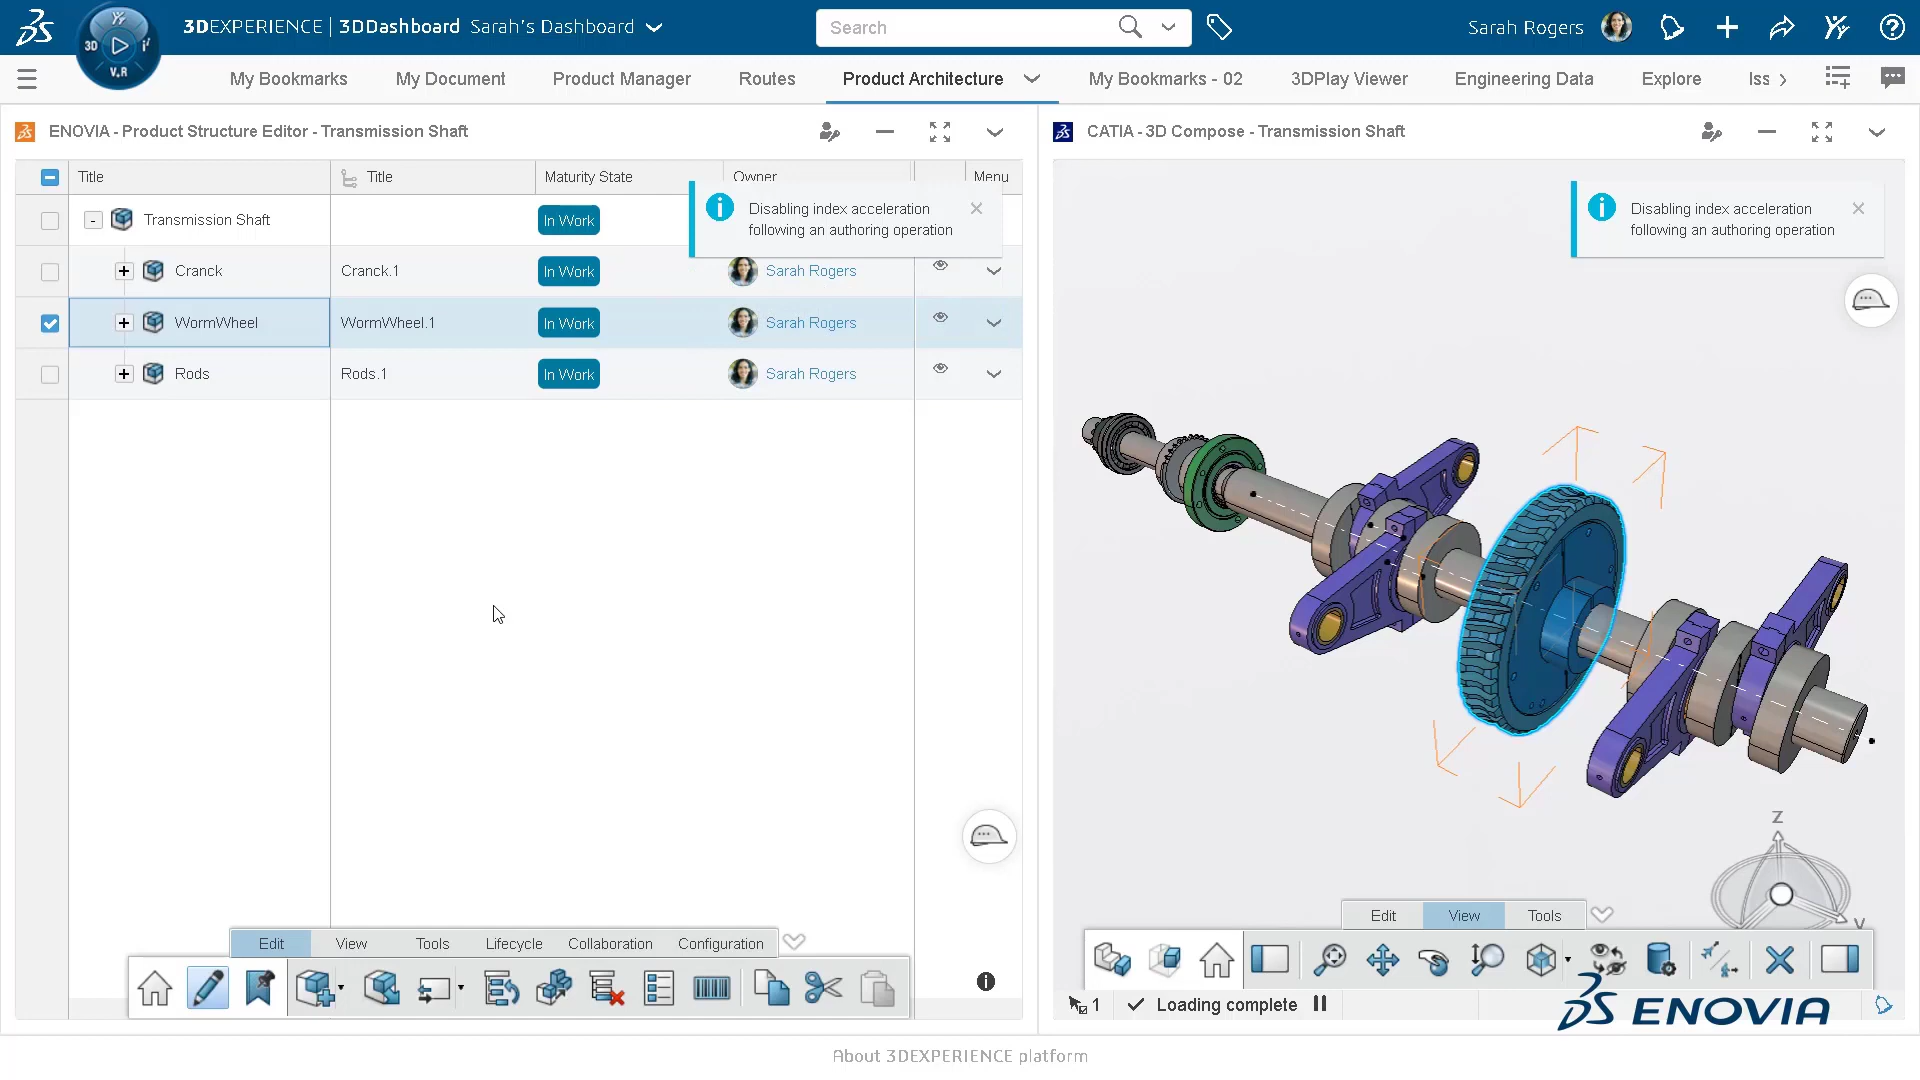 3DEXPERIENCE | 3DDashboard Sarah's Dashboard
Search
Sarah Rogers
3D
V.R
My Bookmarks
My Document
Product Manager
Routes
Product Architecture
My Bookmarks - 02
3DPlay Viewer
Engineering Data
Explore
Iss
ENOVIA - Product Structure Editor - Transmission Shaft
Title
Title
Maturity State
Owner
Menu
Transmission Shaft
In Work
Disabling index acceleration
following an authoring operation
Cranck
Cranck.1
In Work
Sarah Rogers
WormWheel
WormWheel.1
In Work
Sarah Rogers
Rods
Rods.1
In Work
Sarah Rogers
Edit
View
Tools
Lifecycle
Collaboration
Configuration
CATIA - 3D Compose - Transmission Shaft
Disabling index acceleration
following an authoring operation
Z
Y
Edit
View
Tools
1
Loading complete
ENOVIA
About 3DEXPERIENCE platform